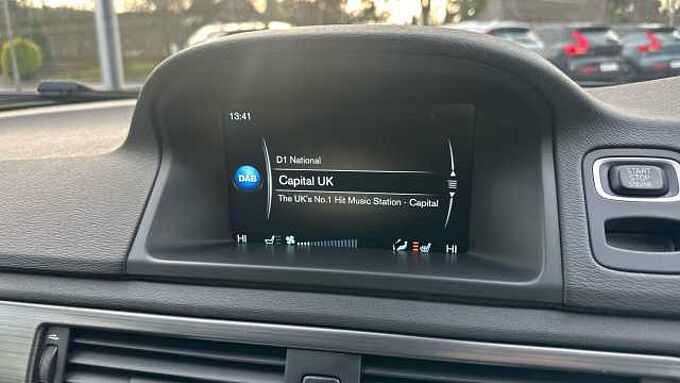 13:41
D1 National
DAB
Capital UK
The UK's No.1 Hit Music Station - Capital
HI
HI
START
STOP
ENGINE